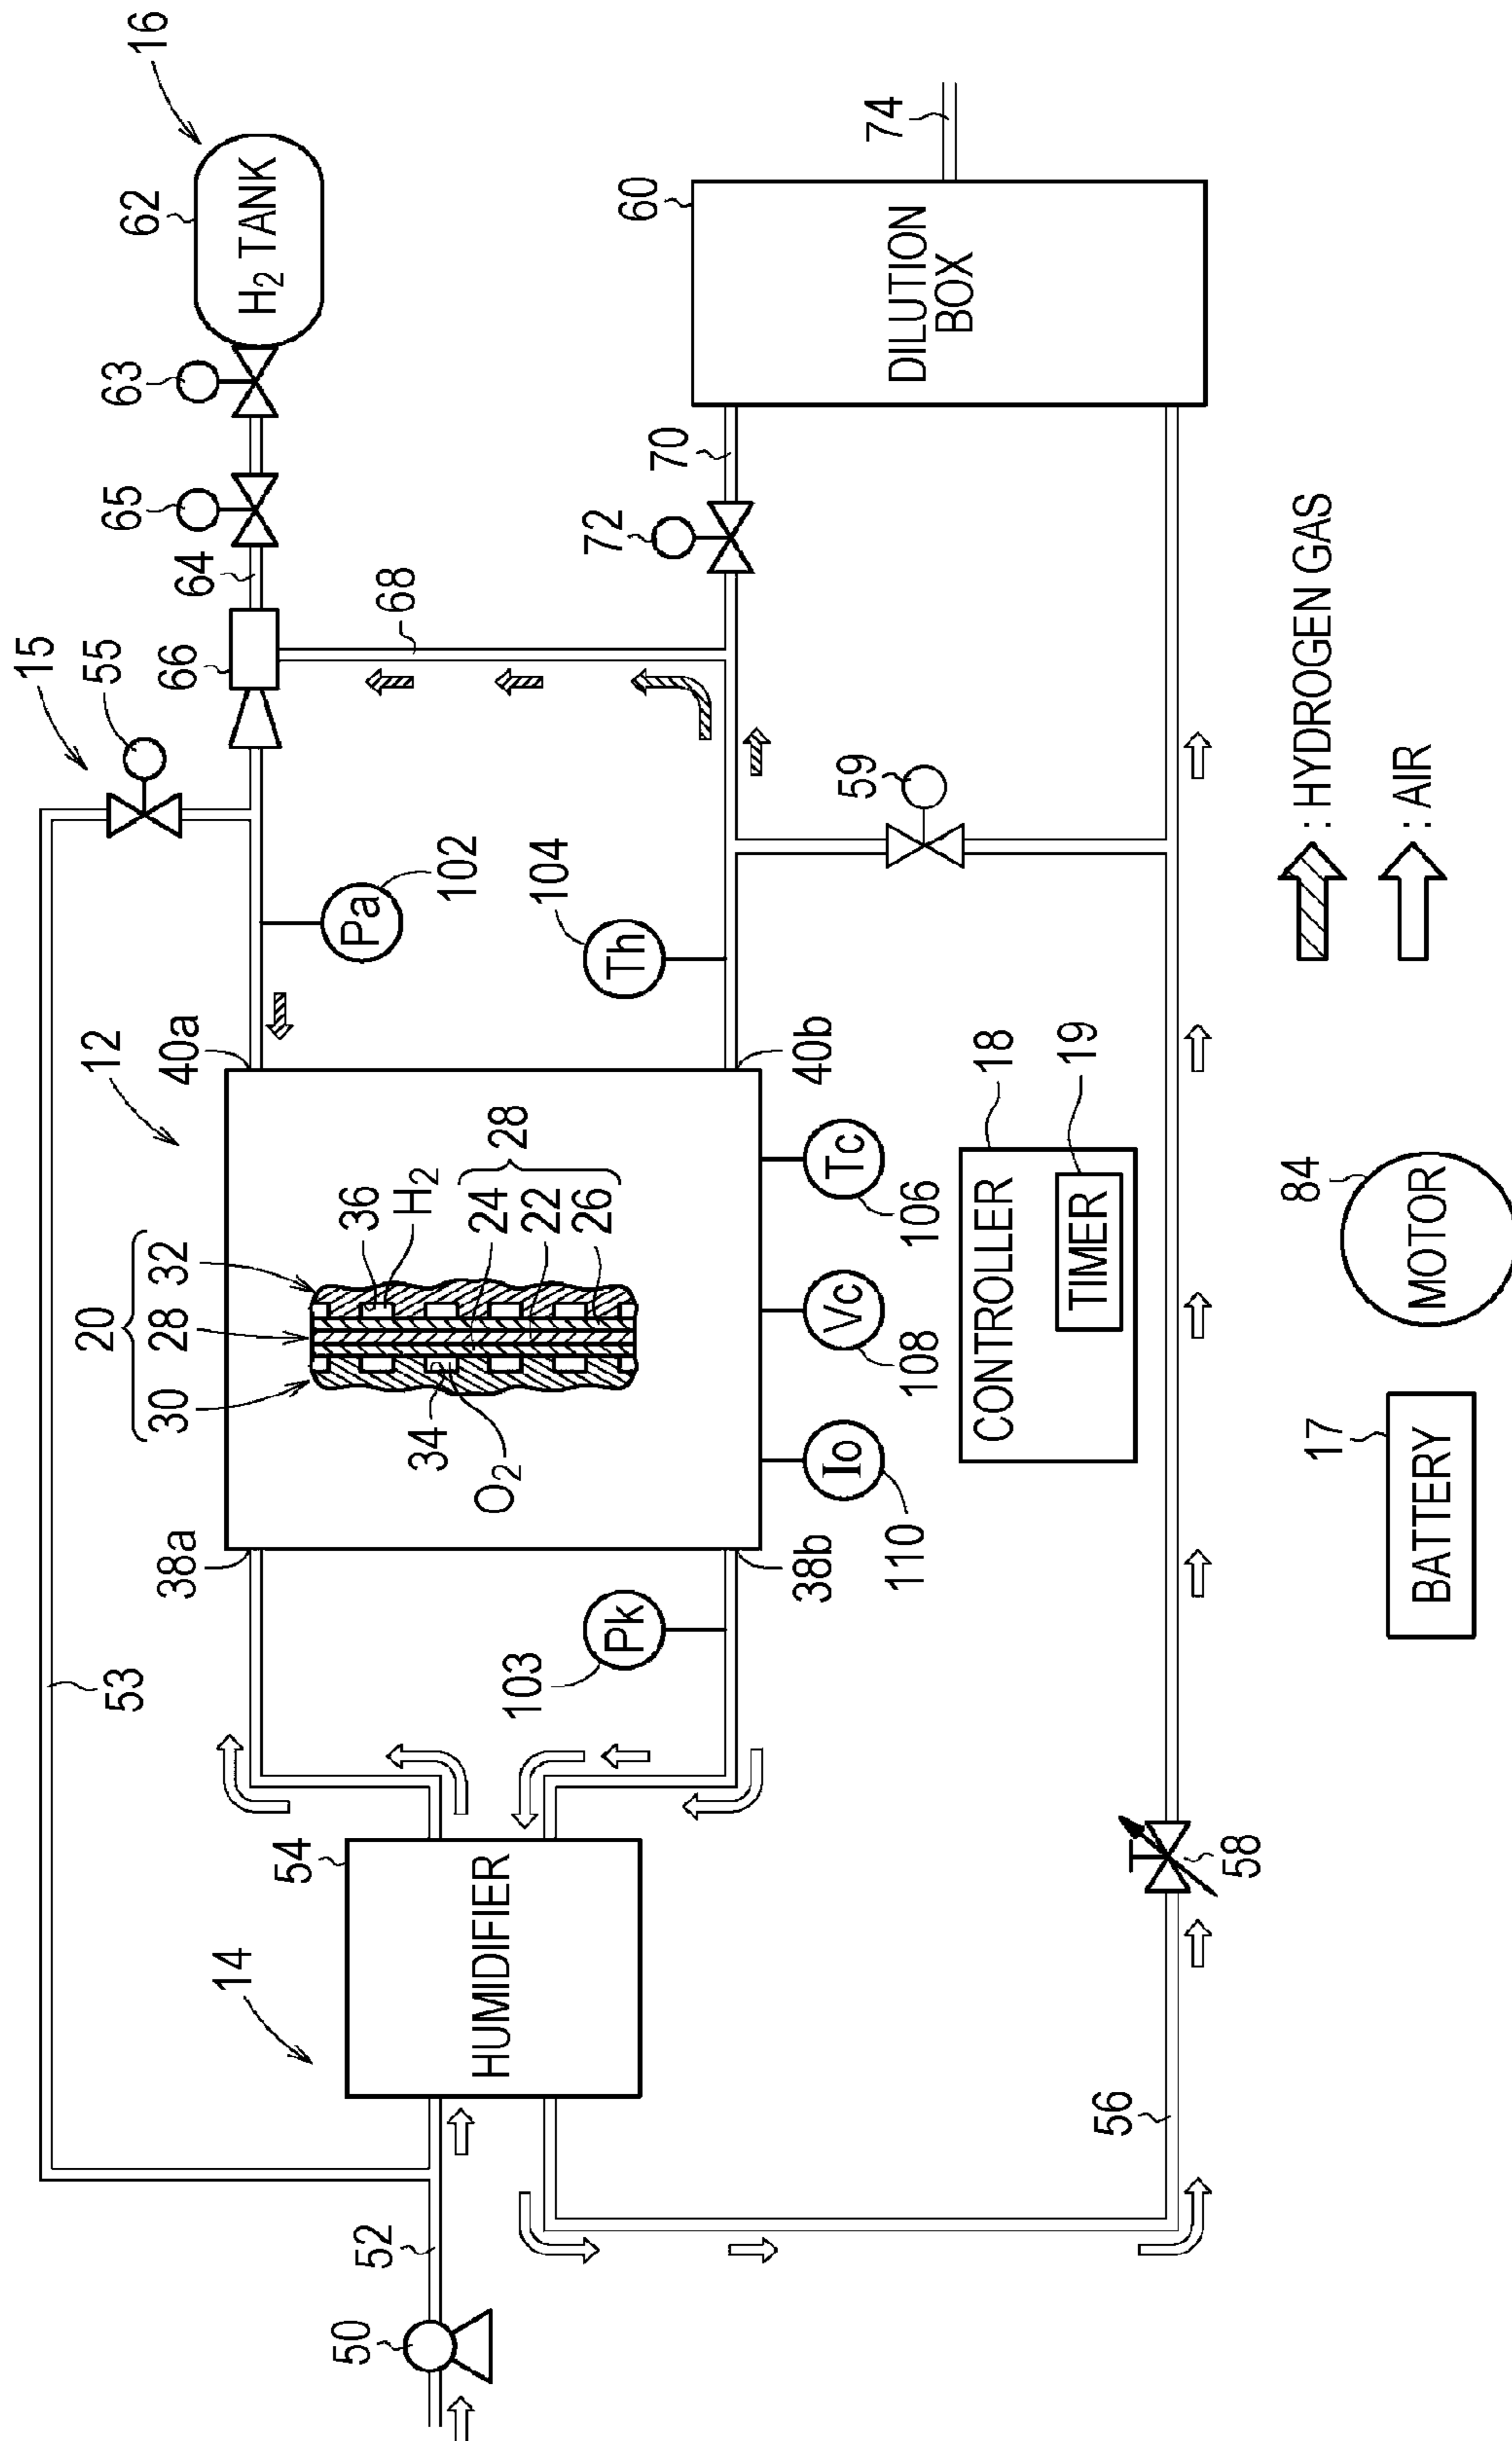 16
62
H2 TANK
63
65
64
66
15
55
68
60
DILUTION
BOX
74
70
72
59
102
Pa
104
Th
12
40a
40b
20
30 28 32
36
H2
28
24
22
26
34
O2
38a
38b
Tc
106
Vc
108
Io
110
Pk
103
53
54
HUMIDIFIER
14
52
50
56
58
CONTROLLER
18
TIMER
19
84
MOTOR
17
BATTERY
: HYDROGEN GAS
: AIR